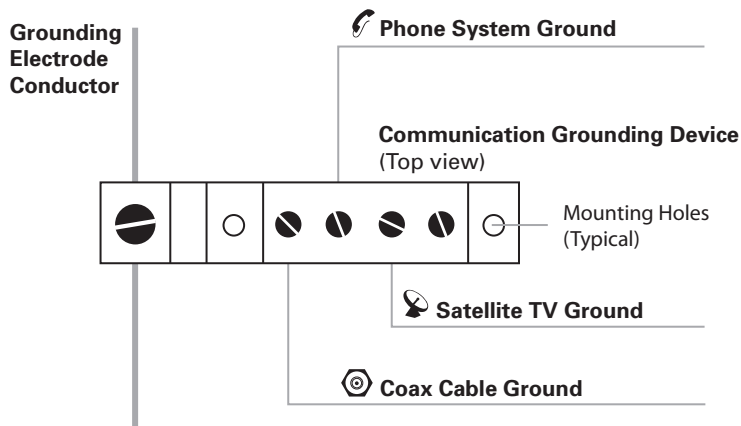 Grounding
Electrode
Conductor
Phone System Ground
Communication Grounding Device
(Top view)
Mounting Holes
(Typical)
Satellite TV Ground
Coax Cable Ground